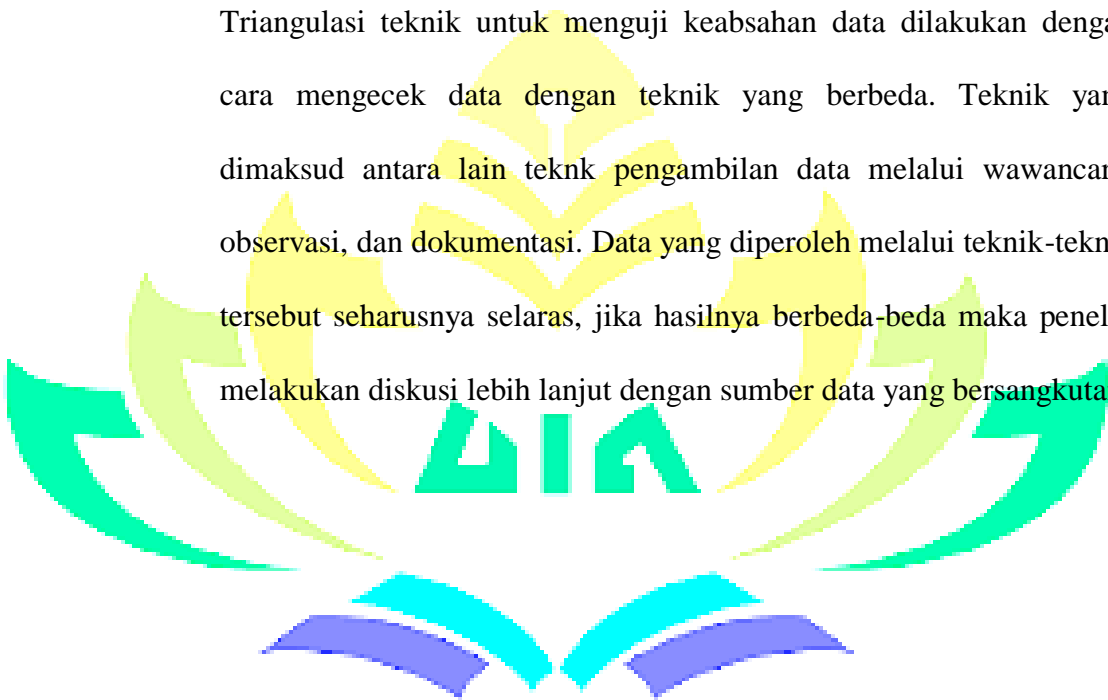 Triangulasi teknik untuk menguji keabsahan data dilakukan denga
cara mengecek data dengan teknik yang berbeda. Teknik yan
dimaksud antara lain teknk pengambilan data melalui wawancar
observasi, dan dokumentasi. Data yang diperoleh melalui teknik-tekn
tersebut seharusnya selaras, jika hasilnya berbeda-beda maka penel
melakukan diskusi lebih lanjut dengan sumber data yang bersangkuta